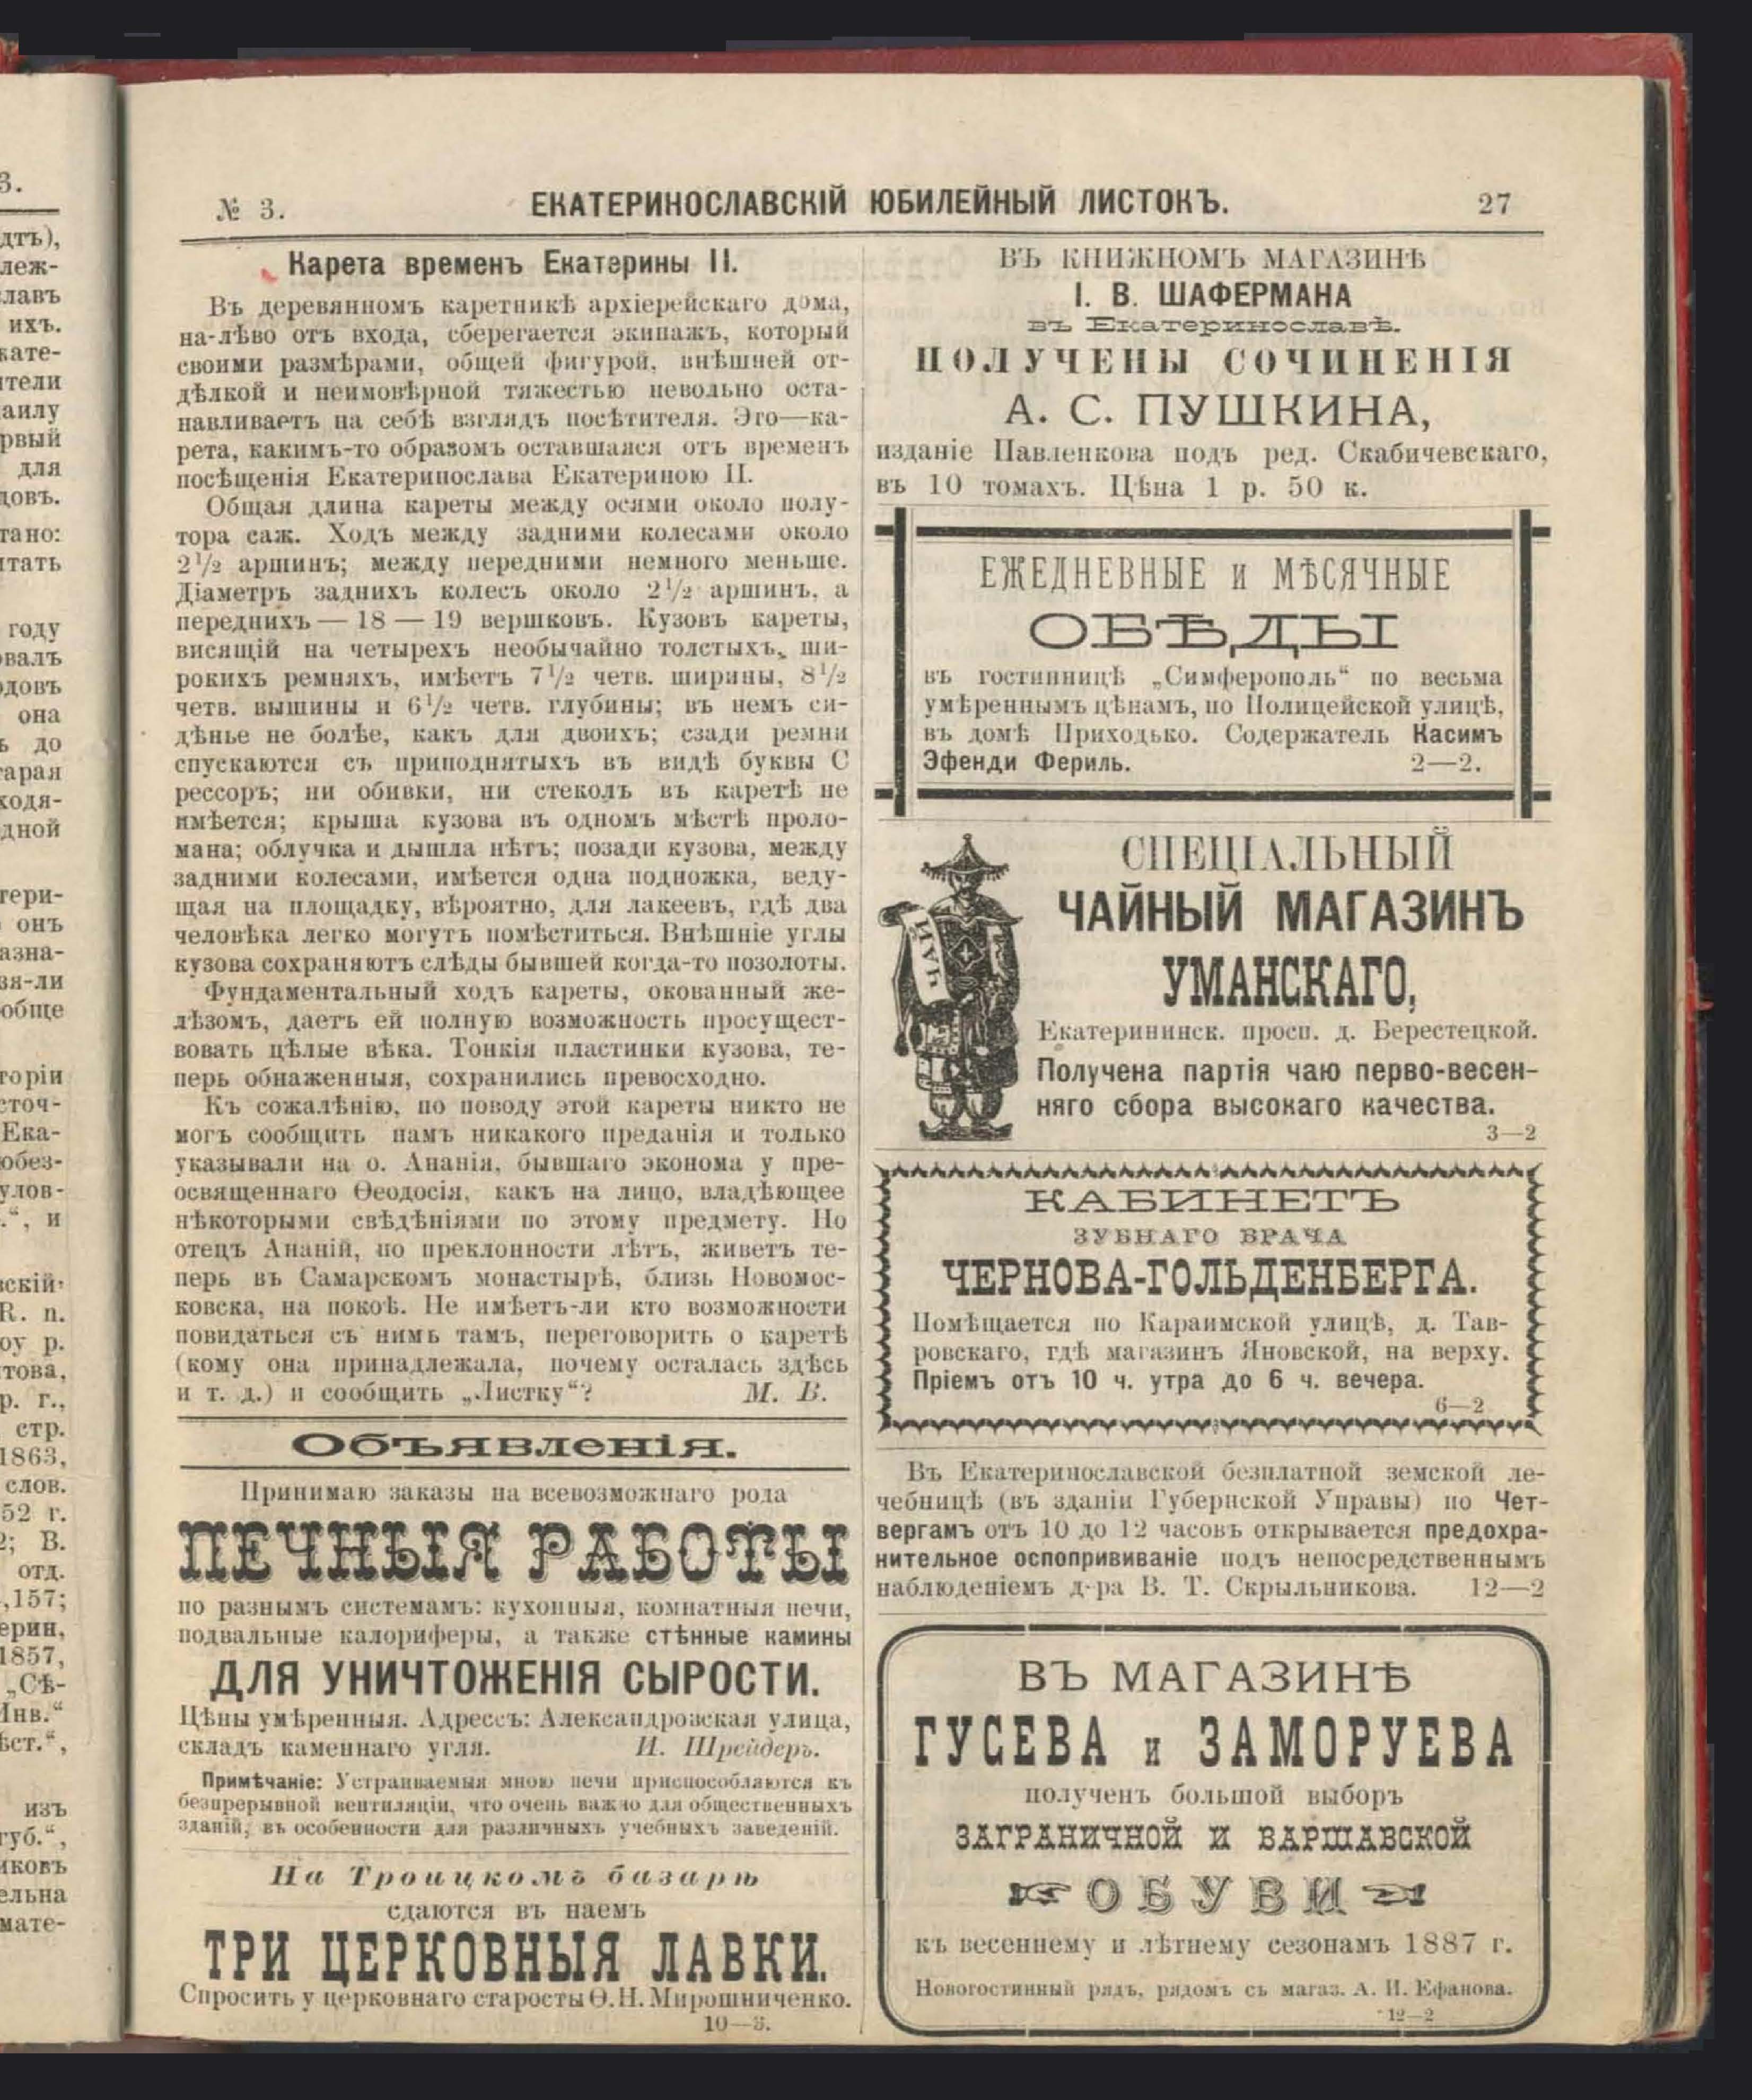 № 3.
ЕКАТЕРИНОСЛАВСКІЙ ЮБИЛЕЙНЫЙ ЛИСТОКЪ.
27
Карета временъ Екатерины II.
Въ деревянномъ каретникѣ архіерейскаго дома,
на-лѣво отъ входа, сберегается экипажъ, который
своими размѣрами, общей фигурой, внѣшней от-
дѣлкой и неимовѣрной тяжестью невольно оста-
навливаетъ на себѣ взглядъ посѣтителя. Это—ка-
рета, какимъ-то образомъ оставшаяся отъ временъ
посѣщенія Екатеринослава Екатериною II.
Общая длина кареты между осями около полу-
тора саж. Ходъ между задними колесами около
2½ аршинъ; между передними немного меньше.
Діаметръ заднихъ колесъ около 2½ аршинъ, а
переднихъ — 18 — 19 вершковъ. Кузовъ кареты,
висящій на четырехъ необычайно толстыхъ, ши-
рокихъ ремняхъ, имѣетъ 7½ четв. ширины, 8½
четв. вышины и 6½ четв. глубины; въ немъ си-
дѣнье не болѣе, какъ для двоихъ; сзади ремни
спускаются съ приподнятыхъ въ видѣ буквы С
рессоръ; ни обивки, ни стеколъ въ каретѣ не
имѣется; крыша кузова въ одномъ мѣстѣ проло-
мана; облучка и дышла нѣтъ; позади кузова, между
задними колесами, имѣется одна подножка, веду-
щая на площадку, вѣроятно, для лакеевъ, гдѣ два
человѣка легко могутъ помѣститься. Внѣшніе углы
кузова сохраняютъ слѣды бывшей когда-то позолоты.
Фундаментальный ходъ кареты, окованный же-
лѣзомъ, даетъ ей полную возможность просущест-
вовать цѣлые вѣка. Тонкія пластинки кузова, те-
перь обнаженныя, сохранились превосходно.
Къ сожалѣнію, по поводу этой кареты никто не
могъ сообщить намъ никакого преданія и только
указывали на о. Ананія, бывшаго эконома у пре-
освященнаго Ѳеодосія, какъ на лицо, владѣющее
нѣкоторыми свѣдѣніями по этому предмету. Но
отецъ Ананій, по преклонности лѣтъ, живетъ те-
перь въ Самарскомъ монастырѣ, близь Новомос-
ковска, на покоѣ. Не имѣетъ-ли кто возможности
повидаться съ нимъ тамъ, переговорить о каретѣ
(кому она принадлежала, почему осталась здѣсь
и т. д.) и сообщить „Листку“? М. В.
Объявленія.
Принимаю заказы на всевозможнаго рода
ПЕЧНЫЯ РАБОТЫ
по разнымъ системамъ: кухонныя, комнатныя печи,
подвальные калориферы, а также стѣнные камины
ДЛЯ УНИЧТОЖЕНІЯ СЫРОСТИ.
Цѣны умѣренныя. Адрессъ: Александровская улица,
складъ каменнаго угля. И. Шрейдеръ.
Примѣчаніе: Устраиваемыя мною печи приспособляются къ
безпрерывной вентиляціи, что очень важно для общественныхъ
зданій, въ особенности для различныхъ учебныхъ заведеній.
На Троицкомъ базарѣ
сдаются въ наемъ
ТРИ ЦЕРКОВНЫЯ ЛАВКИ.
Спросить у церковнаго старосты Ѳ. Н. Мирошниченко.
10—3.
ВЪ КНИЖНОМЪ МАГАЗИНѢ
І. В. ШАФЕРМАНА
въ Екатеринославѣ.
ПОЛУЧЕНЫ СОЧИНЕНІЯ
А. С. ПУШКИНА,
изданіе Павленкова подъ ред. Скабичевскаго,
въ 10 томахъ. Цѣна 1 р. 50 к.
ЕЖЕДНЕВНЫЕ и МѢСЯЧНЫЕ
ОБѢДЫ
въ гостинницѣ „Симферополь“ по весьма
умѣреннымъ цѣнамъ, по Полицейской улицѣ,
въ домѣ Приходько. Содержатель Касимъ
Эфенди Фериль. 2—2.
ЧАЙ
СПЕЦІАЛЬНЫЙ
ЧАЙНЫЙ МАГАЗИНЪ
УМАНСКАГО,
Екатерининск. просп. д. Берестецкой.
Получена партія чаю перво-весен-
няго сбора высокаго качества.
3—2
КАБИНЕТЪ
ЗУБНАГО ВРАЧА
ЧЕРНОВА-ГОЛЬДЕНБЕРГА.
Помѣщается по Караимской улицѣ, д. Тав-
ровскаго, гдѣ магазинъ Яновской, на верху.
Пріемъ отъ 10 ч. утра до 6 ч. вечера.
6—2
Въ Екатеринославской безплатной земской ле-
чебницѣ (въ зданіи Губернской Управы) по Чет-
вергамъ отъ 10 до 12 часовъ открывается предохра-
нительное оспопрививаніе подъ непосредственнымъ
наблюденіемъ д-ра В. Т. Скрыльникова. 12—2
ВЪ МАГАЗИНѢ
ГУСЕВА и ЗАМОРУЕВА
полученъ большой выборъ
ЗАГРАНИЧНОЙ И ВАРШАВСКОЙ
ОБУВИ
къ весеннему и лѣтнему сезонамъ 1887 г.
Новогостинный рядъ, рядомъ съ магаз. А. И. Ефанова.
12—2